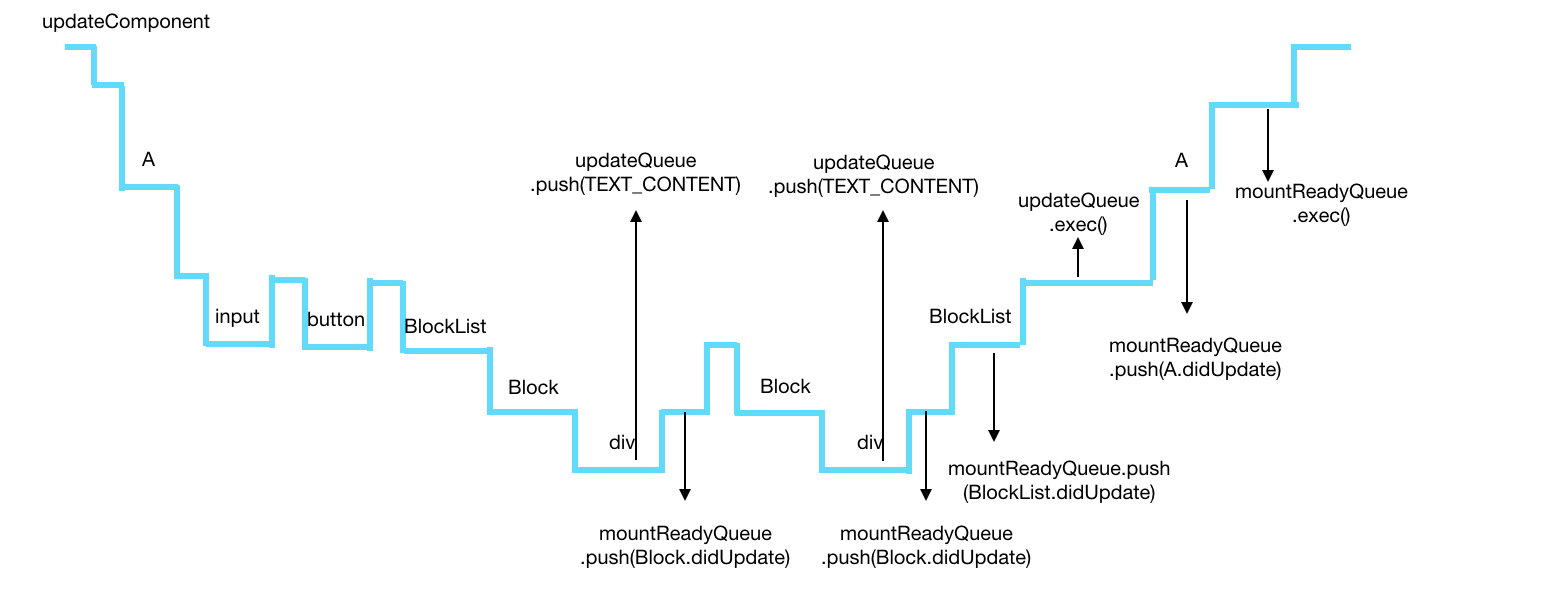 updateComponent
A
input
button
BlockList
Block
div
updateQueue
.push(TEXT_CONTENT)
mountReadyQueue
.push(Block.didUpdate)
Block
div
updateQueue
.push(TEXT_CONTENT)
mountReadyQueue
.push(Block.didUpdate)
BlockList
mountReadyQueue.push
(BlockList.didUpdate)
updateQueue
.exec()
A
mountReadyQueue
.push(A.didUpdate)
mountReadyQueue
.exec()